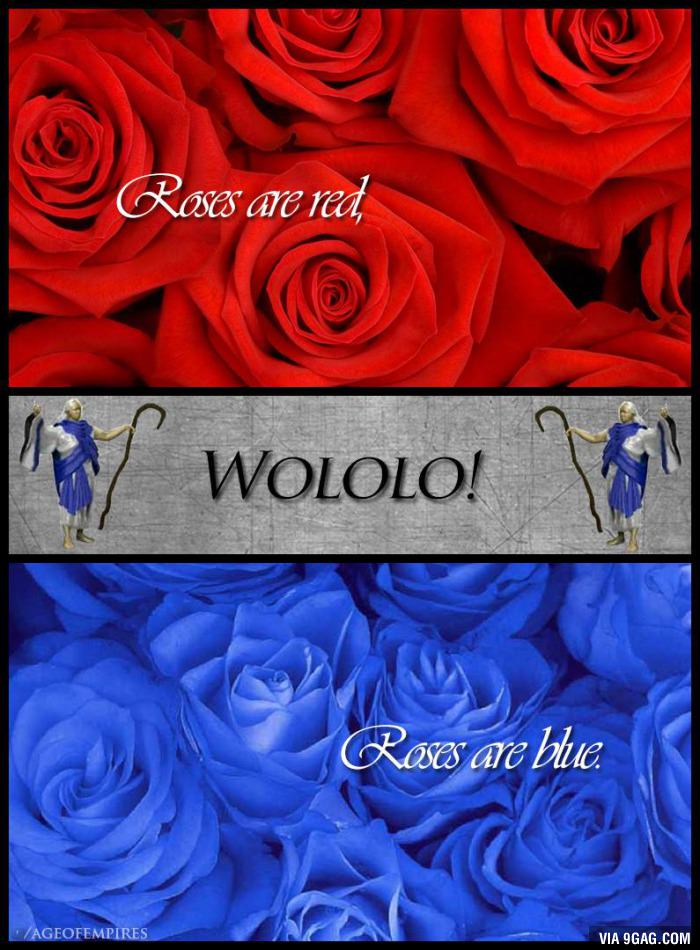 Roses are red,
Wololo!
Roses are blue.
/AGEOFEMPIRES
VIA 9GAG.COM